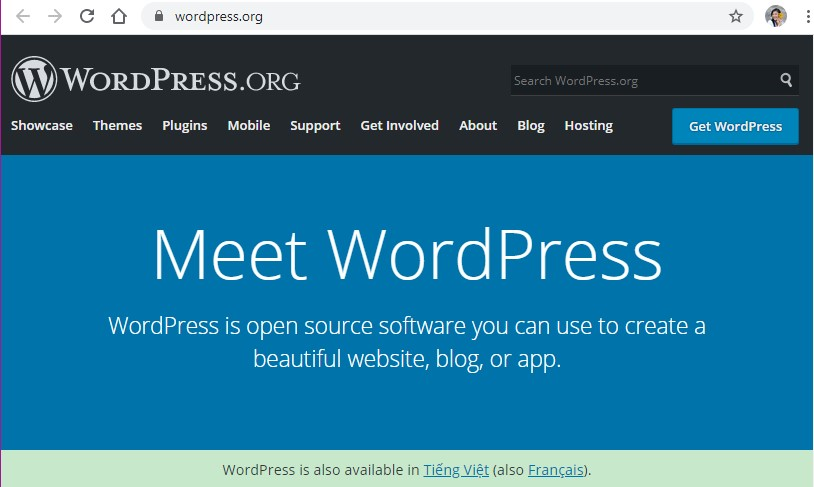 wordpress.org
WORDPRESS.ORG
Search WordPress.org
Showcase Themes Plugins Mobile Support Get Involved About Blog Hosting Get WordPress
Meet WordPress
WordPress is open source software you can use to create a
beautiful website, blog, or app.
WordPress is also available in Tiếng Việt (also Français).